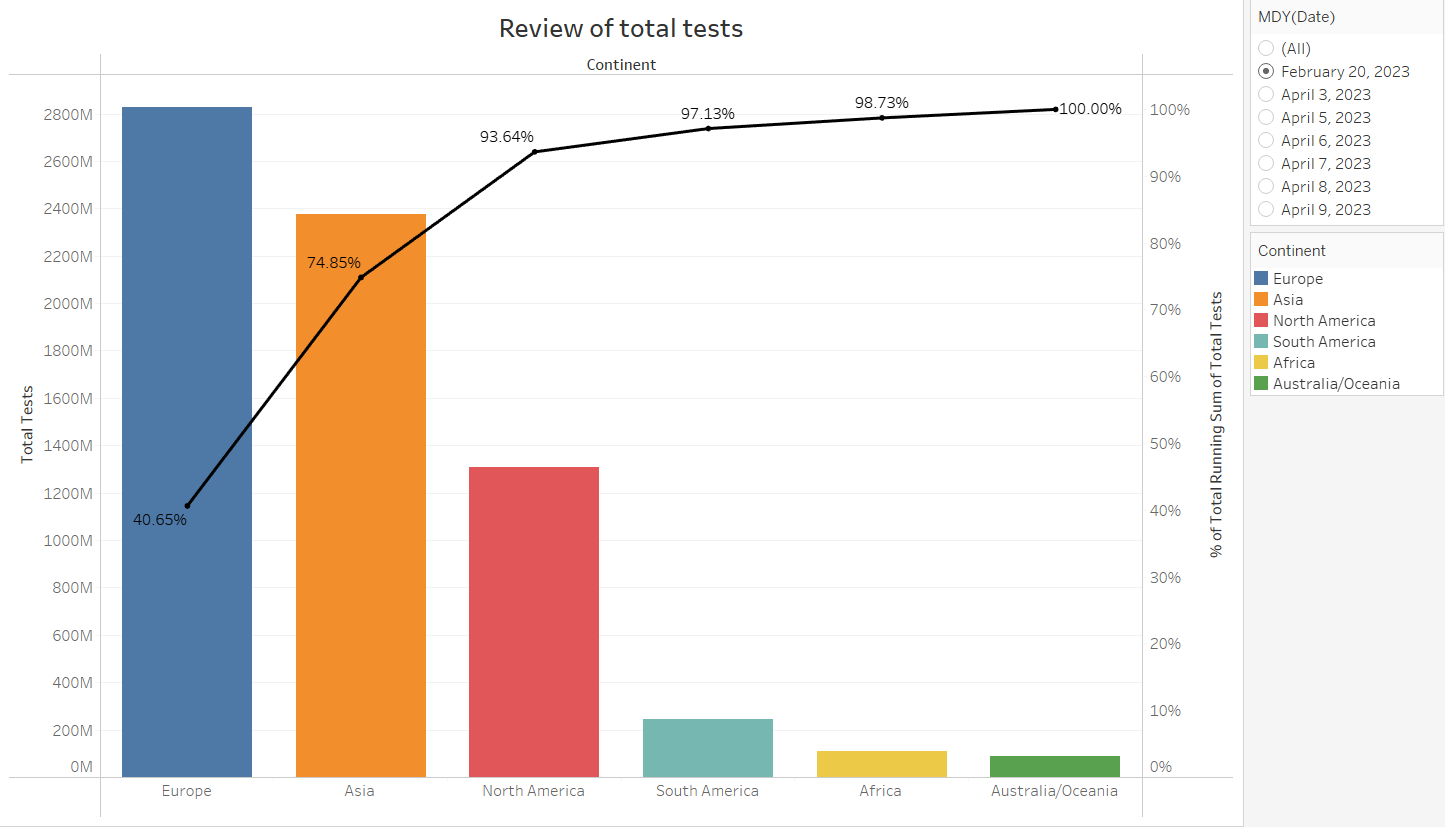 Review of total tests
Continent
Total Tests
2800M
2600M
2400M
2200M
2000M
1800M
1600M
1400M
1200M
1000M
800M
600M
400M
200M
0M
40.65%
74.85%
93.64%
97.13%
98.73%
100.00%
100%
90%
80%
70%
60%
50%
40%
30%
20%
10%
0%
% of Total Running Sum of Total Tests
Europe
Asia
North America
South America
Africa
Australia/Oceania
MDY(Date)
(All)
February 20, 2023
April 3, 2023
April 5, 2023
April 6, 2023
April 7, 2023
April 8, 2023
April 9, 2023
Continent
Europe
Asia
North America
South America
Africa
Australia/Oceania